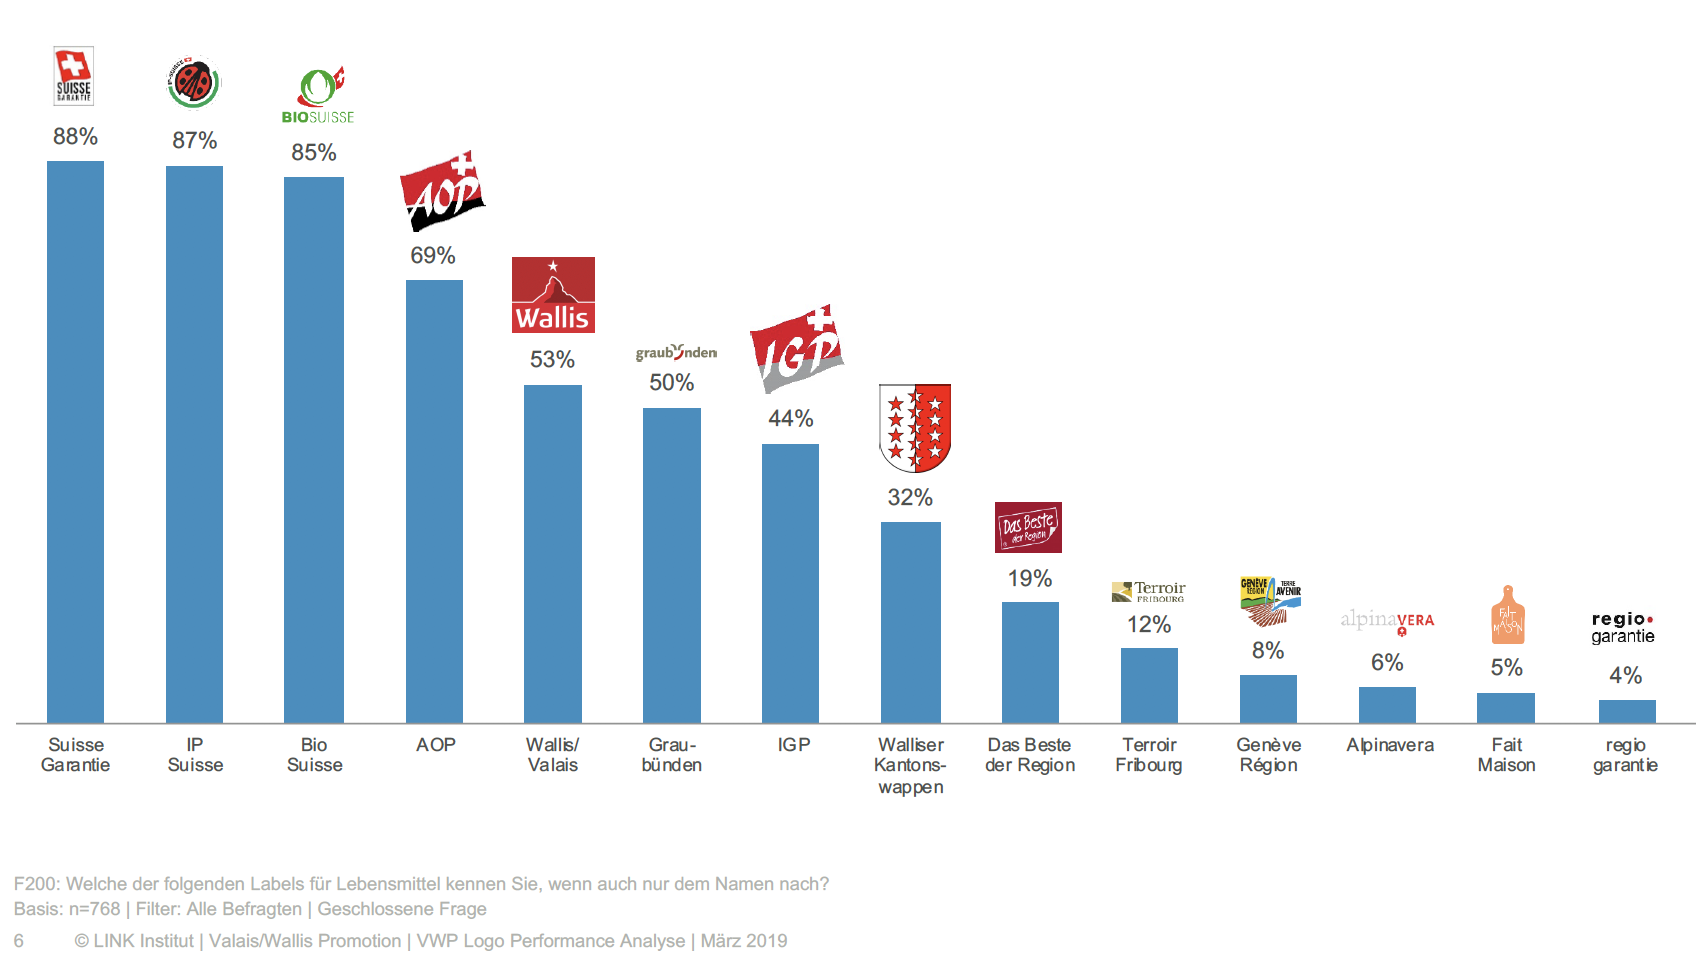 SUISSE
GARANTIE
IP-SUISSE
BIOSUISSE
88%
87%
85%
AOP
69%
Wallis
53%
graubünden
50%
IGP
44%
32%
Das Beste
der Region
19%
Terroir
FRIBOURG
12%
GENÈVE
RÉGION
TERRE
AVENIR
8%
alpinaVERA
6%
FAIT
MAISON
5%
regio.
garantie
4%
Suisse
Garantie
IP
Suisse
Bio
Suisse
AOP
Wallis/
Valais
Grau-
bünden
IGP
Walliser
Kantons-
wappen
Das Beste
der Region
Terroir
Fribourg
Genève
Région
Alpinavera
Fait
Maison
regio
garantie
F200: Welche der folgenden Labels für Lebensmittel kennen Sie, wenn auch nur dem Namen nach?
Basis: n=768 | Filter: Alle Befragten | Geschlossene Frage
6 © LINK Institut | Valais/Wallis Promotion | VWP Logo Performance Analyse | März 2019